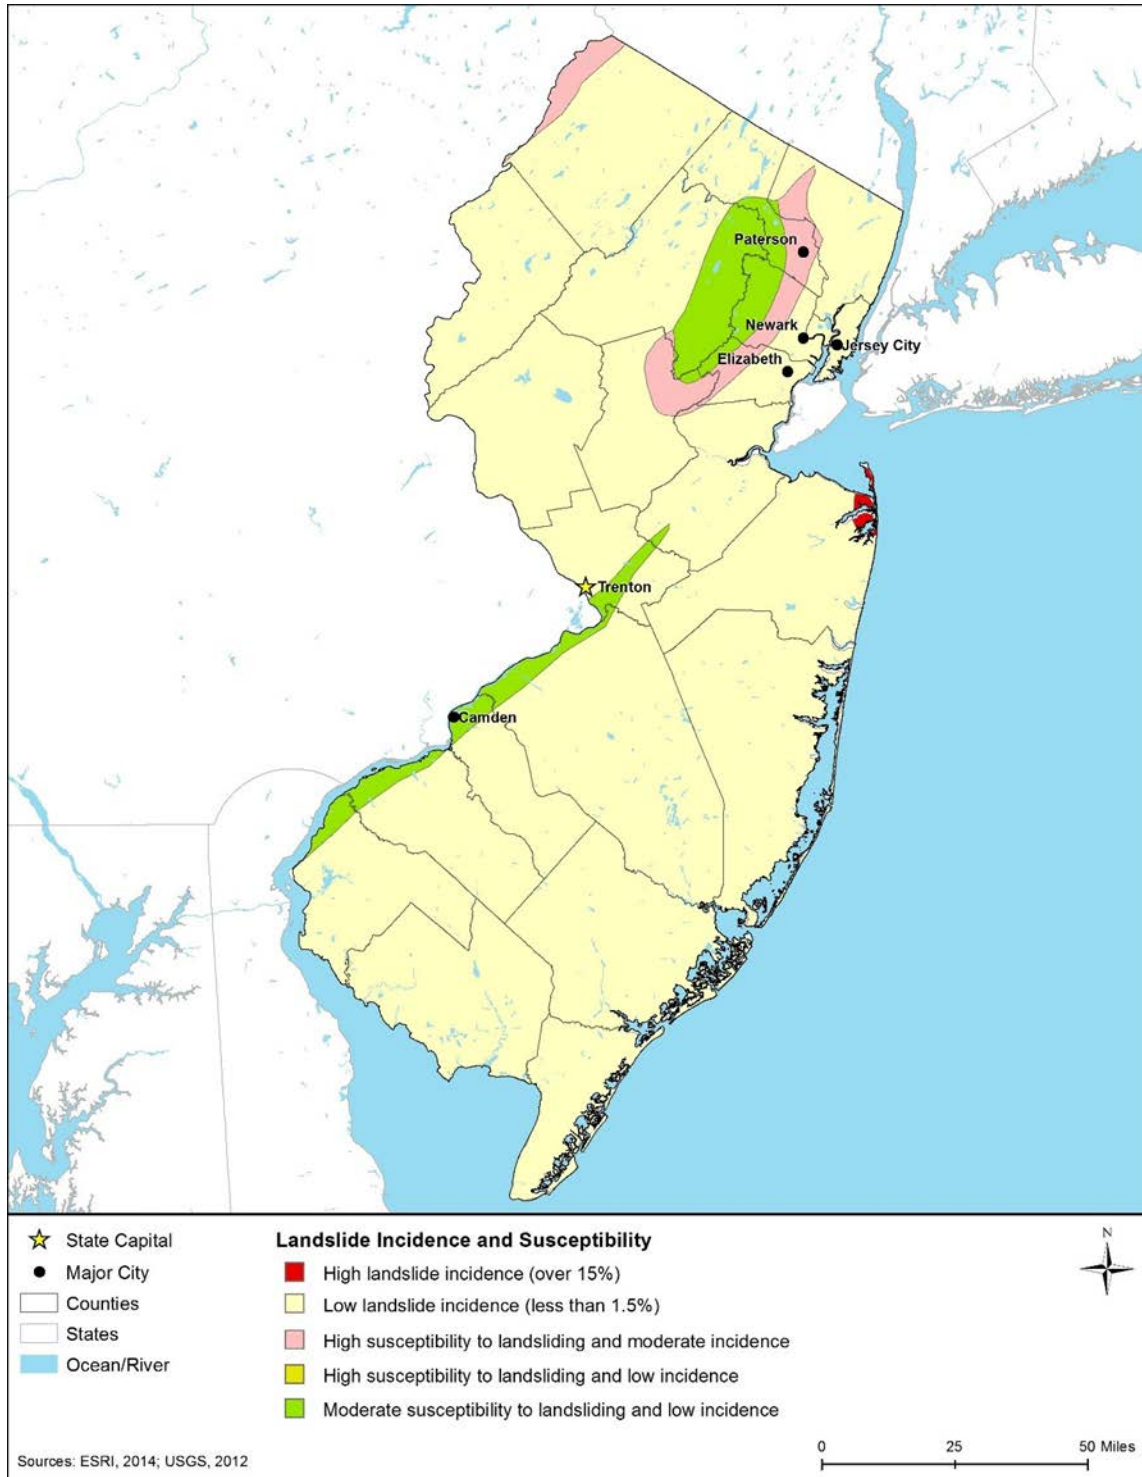 Paterson
Newark
Jersey City
Elizabeth
Trenton
Camden
State Capital
Major City
Counties
States
Ocean/River
Landslide Incidence and Susceptibility
High landslide incidence (over 15%)
Low landslide incidence (less than 1.5%)
High susceptibility to landsliding and moderate incidence
High susceptibility to landsliding and low incidence
Moderate susceptibility to landsliding and low incidence
N
0 25 50 Miles
Sources: ESRI, 2014; USGS, 2012